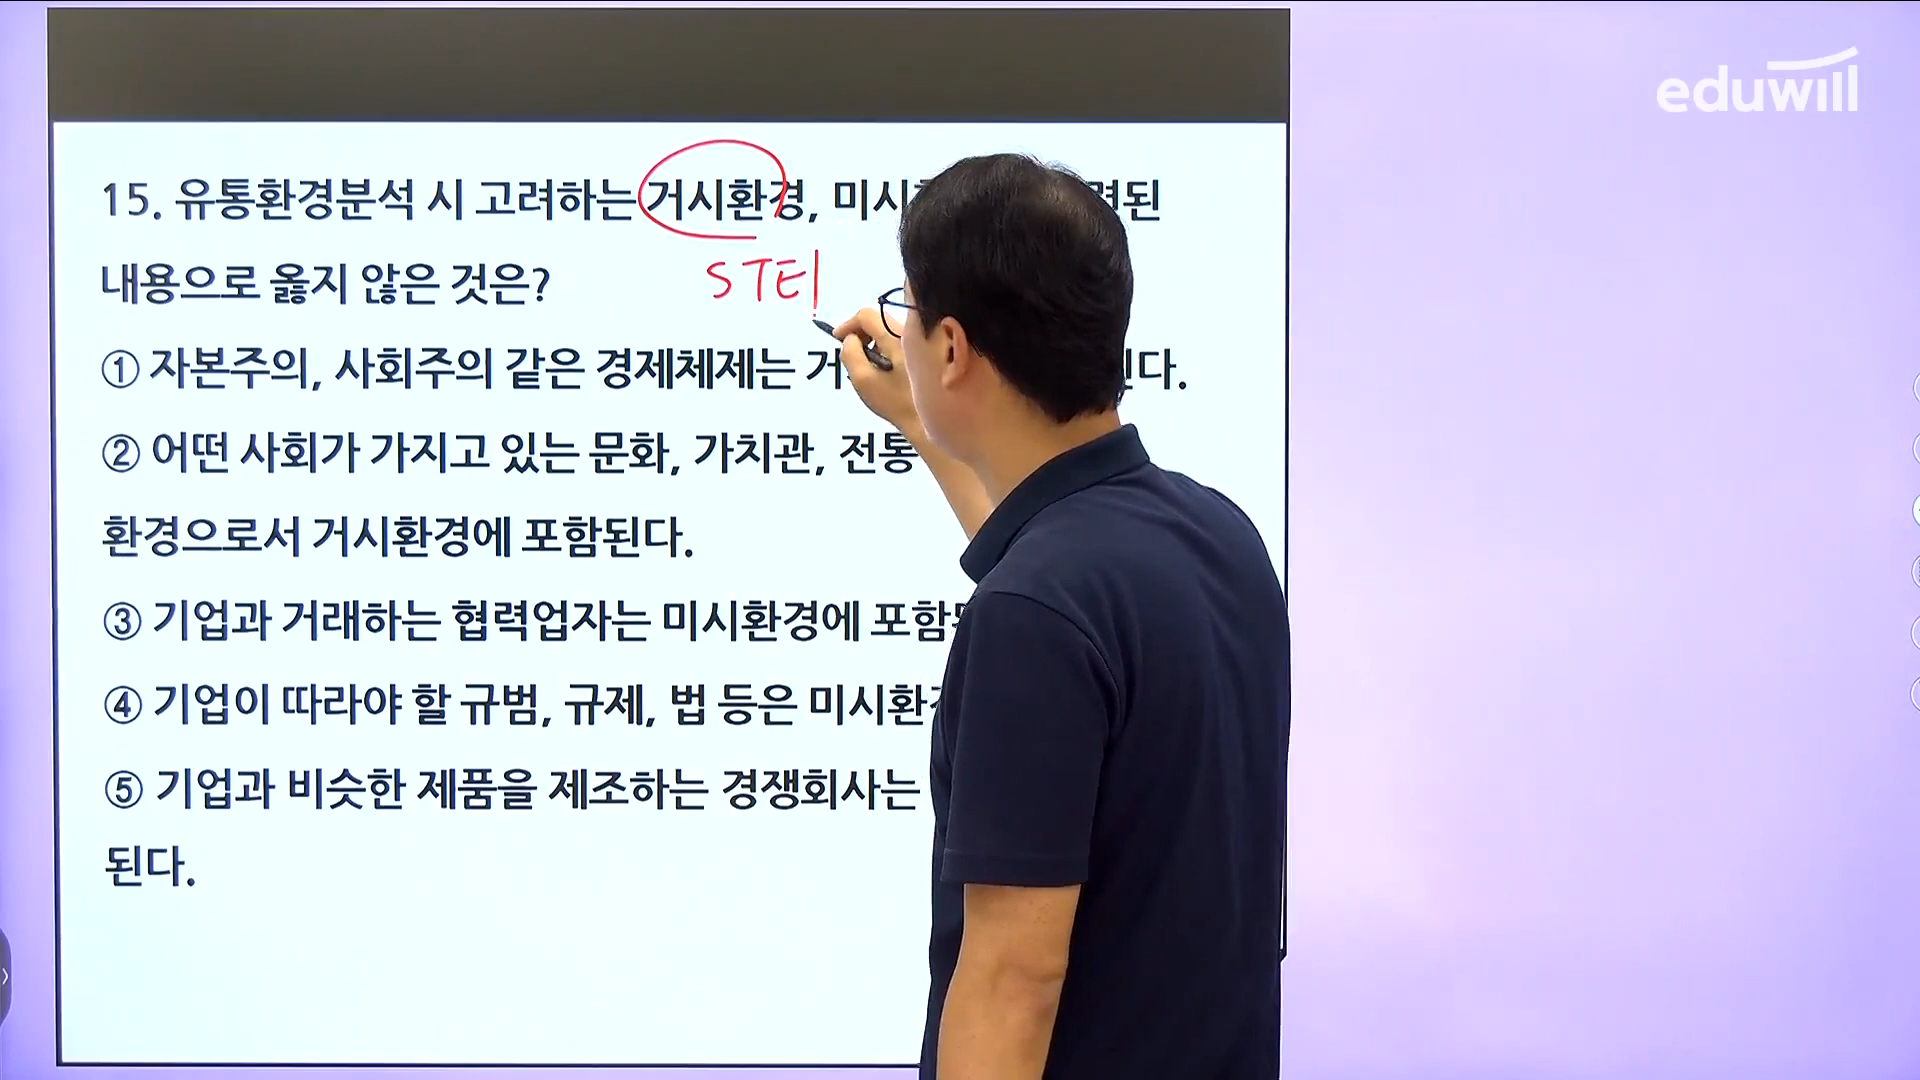 eduwill
15. 유통환경분석 시 고려하는 거시환경, 미시 된
STE
내용으로 옳지 않은 것은?
① 자본주의, 사회주의 같은 경제체제는 다.
② 어떤 사회가 가지고 있는 문화, 가치관, 전통
환경으로서 거시환경에 포함된다.
③ 기업과 거래하는 협력업자는 미시환경에 포함
④ 기업이 따라야 할 규범, 규제, 법 등은 미시환
⑤ 기업과 비슷한 제품을 제조하는 경쟁회사는
된다.